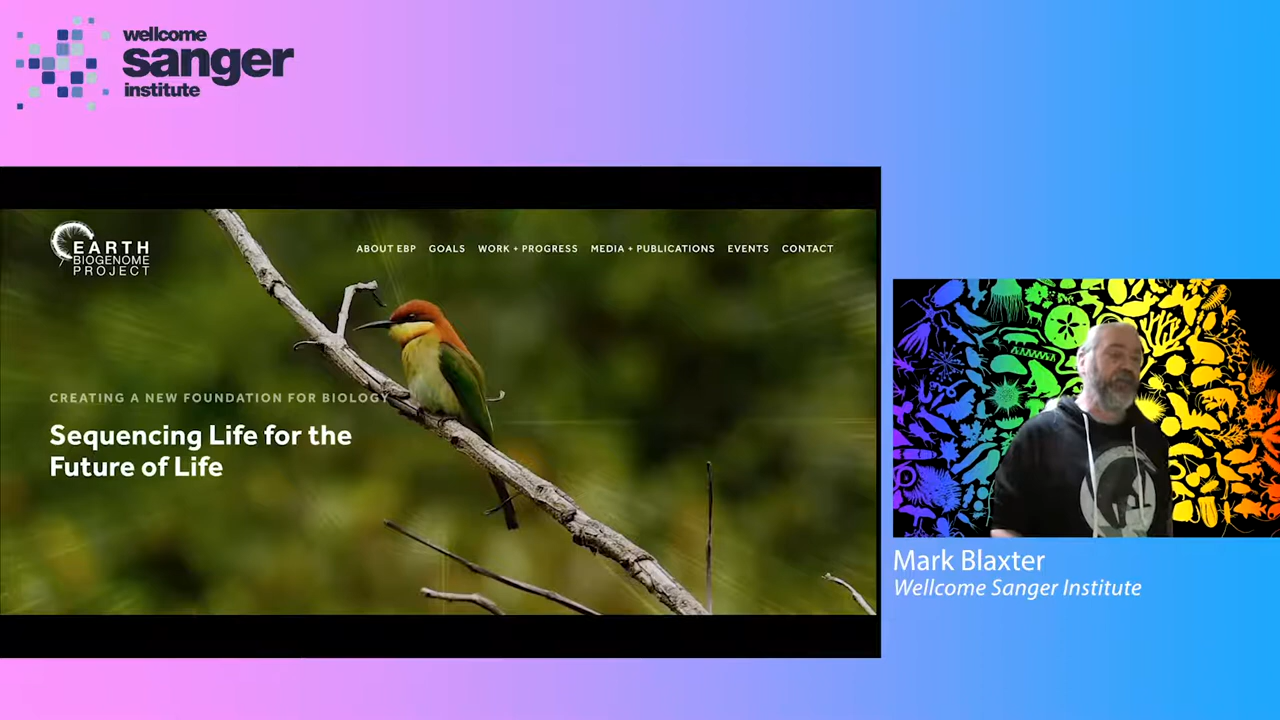 wellcome
sanger
institute
EARTH
BIOGENOME
PROJECT
ABOUT EBP GOALS WORK + PROGRESS MEDIA + PUBLICATIONS EVENTS CONTACT
CREATING A NEW FOUNDATION FOR BIOLOGY
Sequencing Life for the
Future of Life
Mark Blaxter
Wellcome Sanger Institute